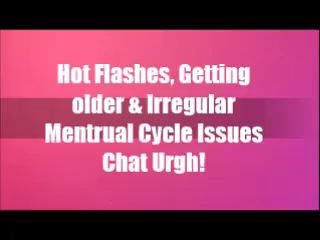 Hot Flashes, Getting
older & Irregular
Mentrual Cycle Issues
Chat Urgh!